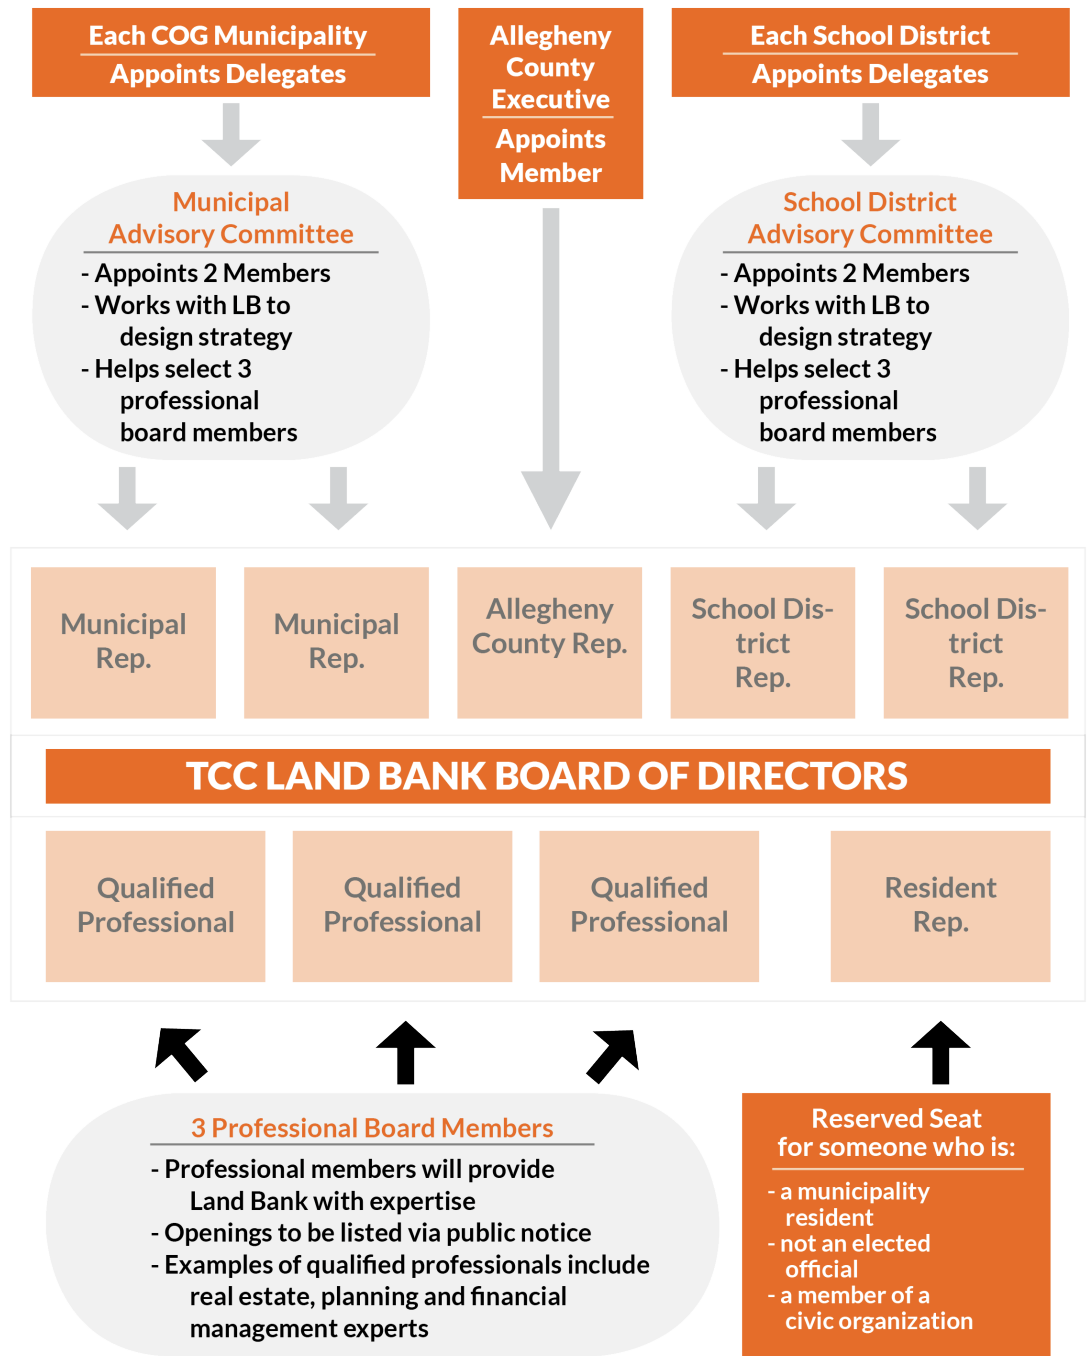 Each COG Municipality
Appoints Delegates
Allegheny
County
Executive
Appoints
Member
Each School District
Appoints Delegates
Municipal
Advisory Committee
- Appoints 2 Members
- Works with LB to
design strategy
- Helps select 3
professional
board members
School District
Advisory Committee
- Appoints 2 Members
- Works with LB to
design strategy
- Helps select 3
professional
board members
Municipal
Rep.
Municipal
Rep.
Allegheny
County Rep.
School Dis-
trict
Rep.
School Dis-
trict
Rep.
TCC LAND BANK BOARD OF DIRECTORS
Qualified
Professional
Qualified
Professional
Qualified
Professional
Resident
Rep.
3 Professional Board Members
- Professional members will provide
Land Bank with expertise
- Openings to be listed via public notice
- Examples of qualified professionals include
real estate, planning and financial
management experts
Reserved Seat
for someone who is:
- a municipality
resident
- not an elected
official
- a member of a
civic organization